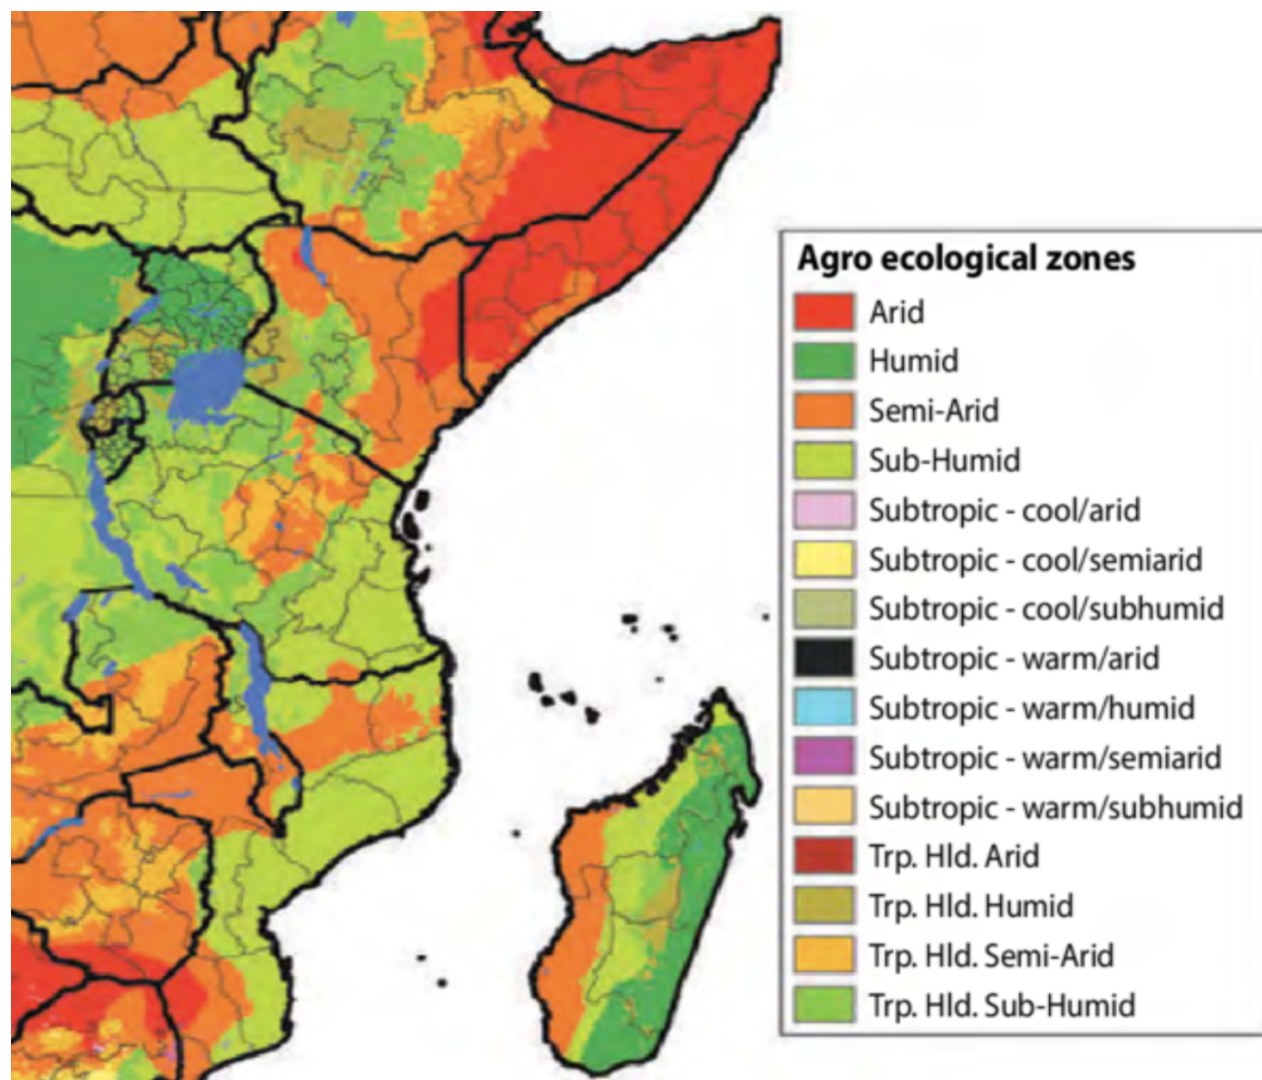 Agro ecological zones
Arid
Humid
Semi-Arid
Sub-Humid
Subtropic - cool/arid
Subtropic - cool/semiarid
Subtropic - cool/subhumid
Subtropic - warm/arid
Subtropic - warm/humid
Subtropic - warm/semiarid
Subtropic - warm/subhumid
Trp. Hld. Arid
Trp. Hld. Humid
Trp. Hld. Semi-Arid
Trp. Hld. Sub-Humid